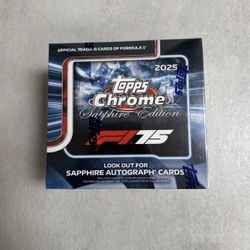 OFFICIAL TRADING CARDS OF FORMULA 1
2025
Topps
Chrome
Sapphire Edition
F1 75
LOOK OUT FOR
SAPPHIRE AUTOGRAPH CARDS!